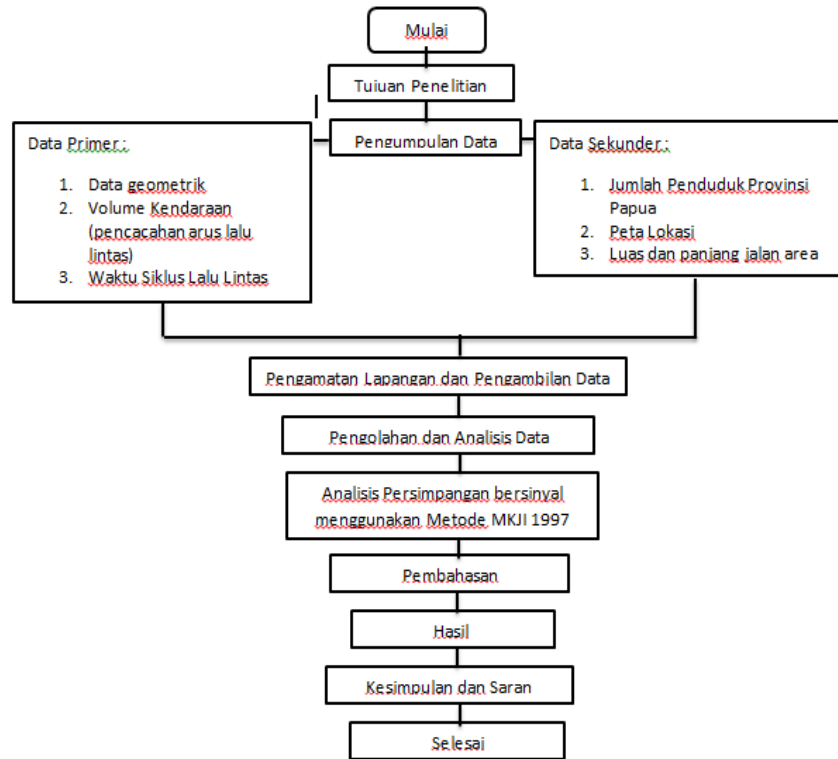 Mulai
Tujuan Penelitian
Pengumpulan Data
Data Primer :
1. Data geometrik
2. Volume Kendaraan
(pencacahan arus lalu
lintas)
3. Waktu Siklus Lalu Lintas
Data Sekunder :
1. Jumlah Penduduk Provinsi
Papua
2. Peta Lokasi
3. Luas dan panjang jalan area
Pengamatan Lapangan dan Pengambilan Data
Pengolahan dan Analisis Data
Analisis Persimpangan bersinyal
menggunakan Metode MKJI 1997
Pembahasan
Hasil
Kesimpulan dan Saran
Selesai